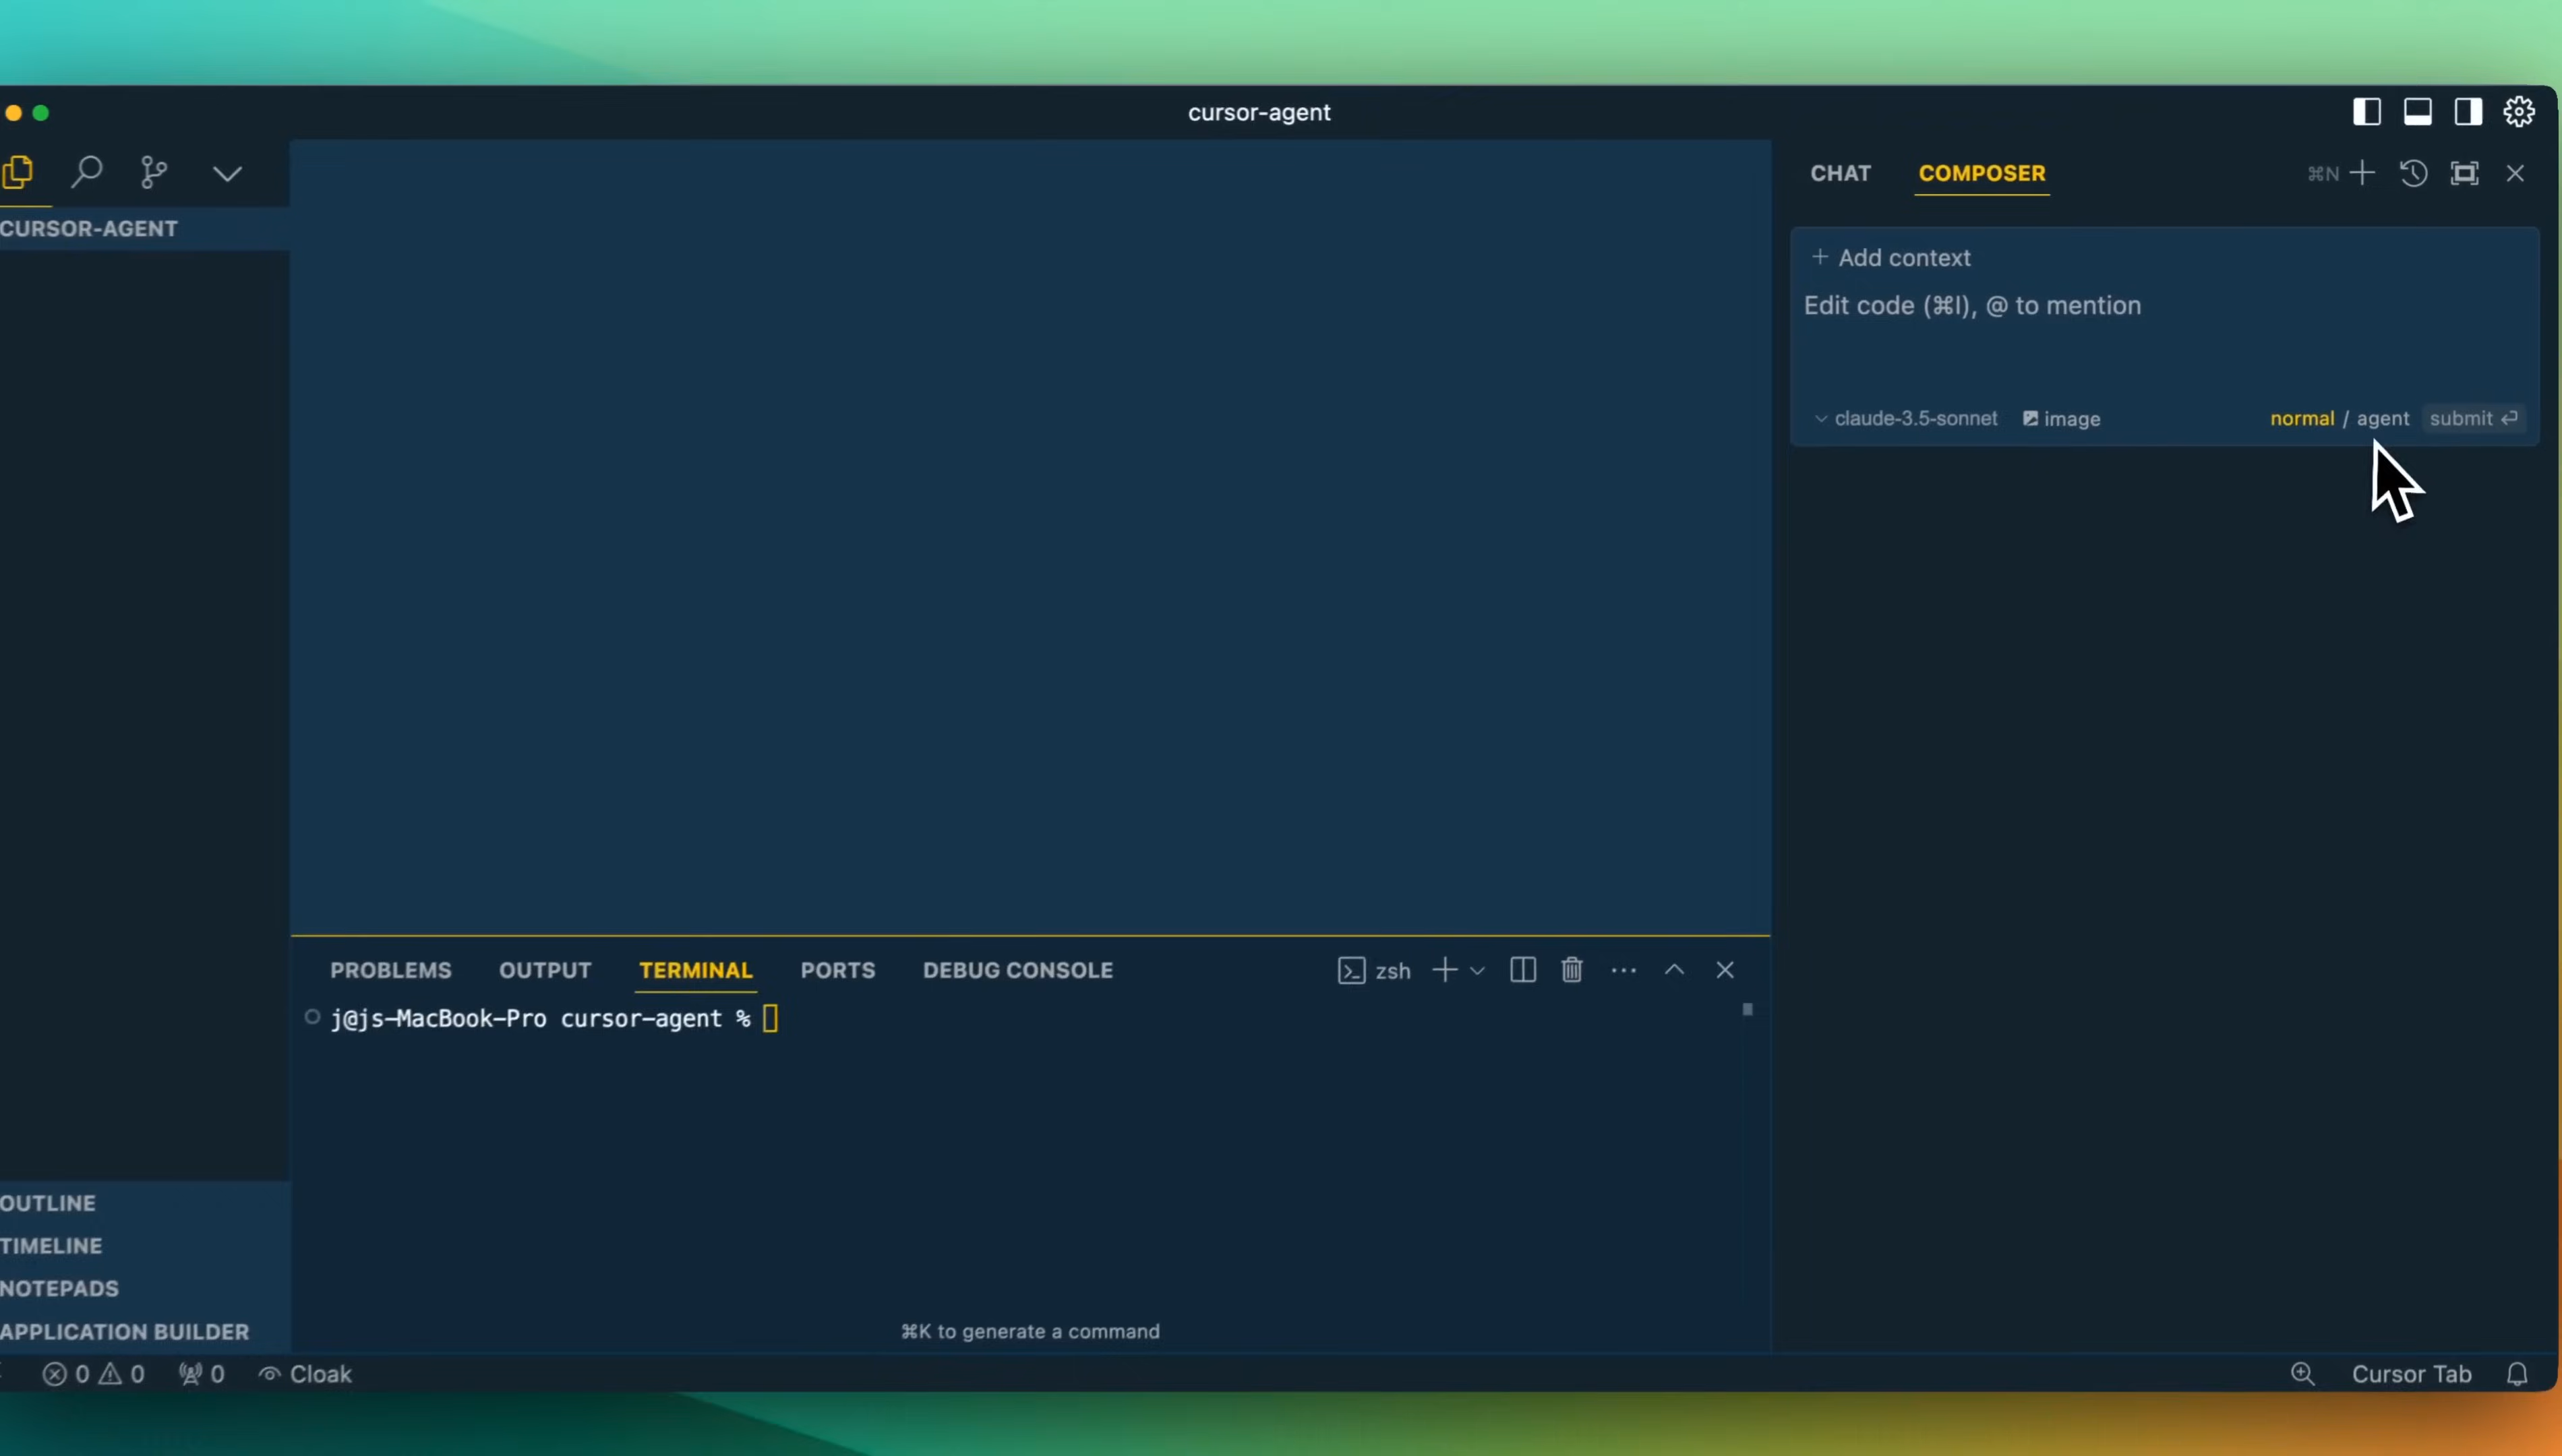 cursor-agent
CURSOR-AGENT
CHAT COMPOSER ⌘N
+ Add context
Edit code (⌘I), @ to mention
claude-3.5-sonnet image normal / agent submit
PROBLEMS OUTPUT TERMINAL PORTS DEBUG CONSOLE zsh
j@js-MacBook-Pro cursor-agent %
⌘K to generate a command
OUTLINE
TIMELINE
NOTEPADS
APPLICATION BUILDER
0 0 0 Cloak Cursor Tab